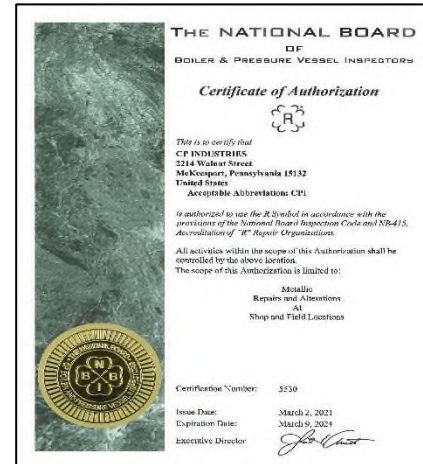 THE NATIONAL BOARD
OF
BOILER & PRESSURE VESSEL INSPECTORS
Certificate of Authorization
R
This is to certify that
CP INDUSTRIES
2214 Walnut Street
McKeesport, Pennsylvania 15132
United States
Acceptable Abbreviation: CPI
is authorized to use the R Symbol in accordance with the
provisions of the National Board Inspection Code and NB-415,
Accreditation of "R" Repair Organizations.
All activities within the scope of this Authorization shall be
controlled by the above location.
The scope of this Authorization is limited to:
Metallic
Repairs and Alterations
At
Shop and Field Locations
Certification Number: 5530
Issue Date: March 2, 2021
Expiration Date: March 9, 2024
Executive Director
N
B B
I